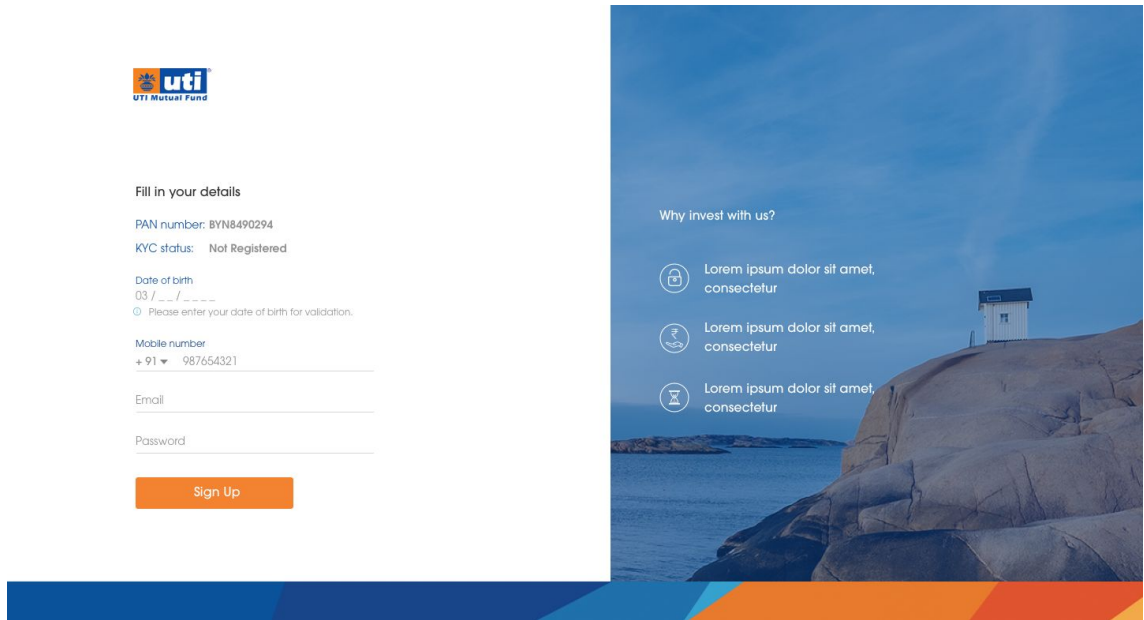 uti
UTI Mutual Fund
Fill in your details
PAN number: BYN8490294
KYC status: Not Registered
Date of birth
03 / _ _ / _ _ _ _
Please enter your date of birth for validation.
Mobile number
+ 91 987654321
Email
Password
Sign Up
Why invest with us?
Lorem ipsum dolor sit amet,
consectetur
Lorem ipsum dolor sit amet,
consectetur
Lorem ipsum dolor sit amet,
consectetur